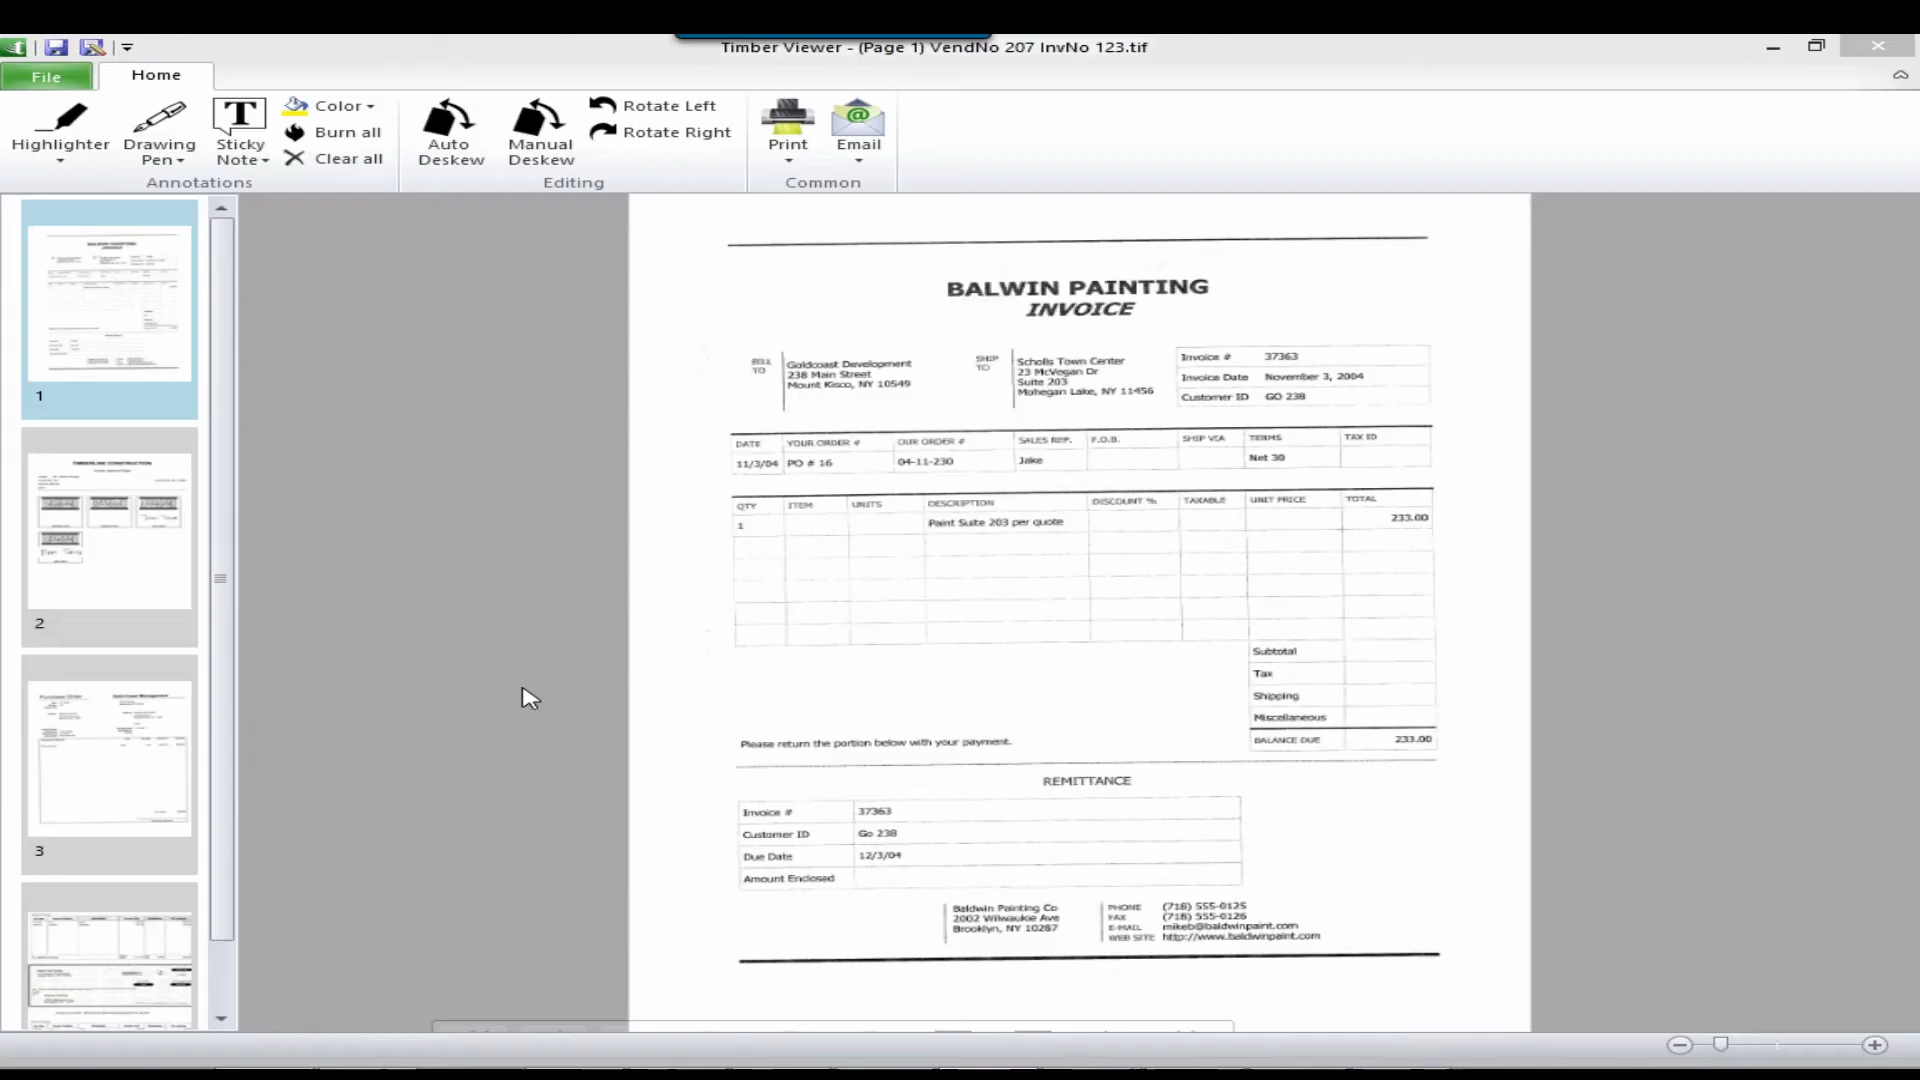 Timber Viewer - (Page 1) VendNo 207 InvNo 123.tif
File
Home
Highlighter
Drawing Pen
Sticky Note
Color
Burn all
Clear all
Annotations
Auto Deskew
Manual Deskew
Rotate Left
Rotate Right
Editing
Print
Email
Common
1
2
3
TIMBERLINE CONSTRUCTION
Purchase Order
BALWIN PAINTING
INVOICE
BILL TO
Goldcoast Development
238 Main Street
Mount Kisco, NY 10549
SHIP TO
Scholls Town Center
23 McVegan Dr
Suite 203
Mohegan Lake, NY 11456
Invoice # 37363
Invoice Date November 3, 2004
Customer ID GO 238
DATE YOUR ORDER # OUR ORDER # SALES REP. F.O.B. SHIP VIA TERMS TAX ID
11/3/04 PO # 16 04-11-230 Jake Net 30
QTY ITEM UNITS DESCRIPTION DISCOUNT % TAXABLE UNIT PRICE TOTAL
1 Paint Suite 203 per quote 233.00
Subtotal
Tax
Shipping
Miscellaneous
BALANCE DUE 233.00
Please return the portion below with your payment.
REMITTANCE
Invoice # 37363
Customer ID Go 238
Due Date 12/3/04
Amount Enclosed
Baldwin Painting Co
2002 Wilwaukie Ave
Brooklyn, NY 10287
PHONE (718) 555-0125
FAX (718) 555-0126
E-MAIL mikeb@baldwinpaint.com
WEB SITE http://www.baldwinpaint.com